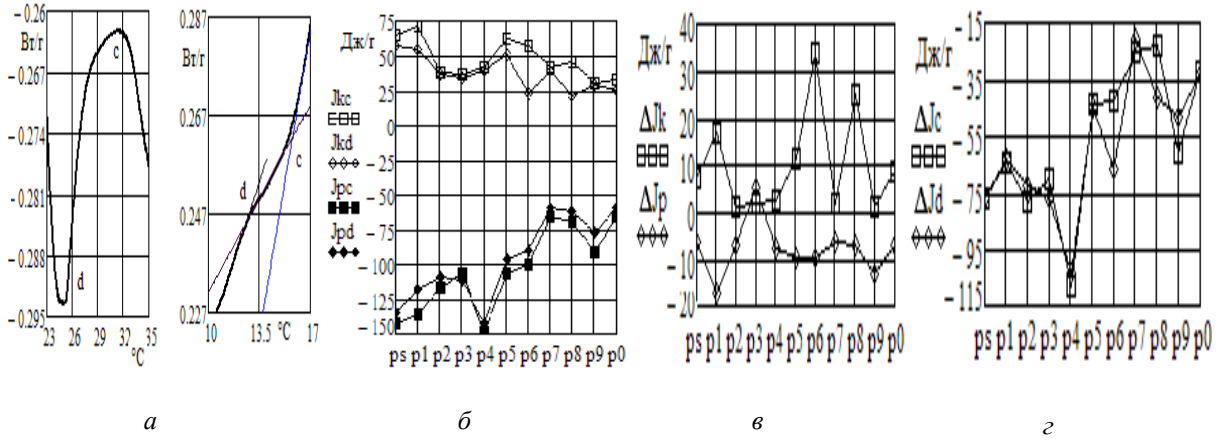 – 0.26
Вт/г
– 0.267
– 0.274
– 0.281
– 0.288
– 0.295
c
d
23 26 29 32 35
°C
0.287
Вт/г
0.267
0.247
0.227
d
c
10 13.5 °C 17
75
Дж/г
50
25
0
– 25
– 50
– 75
– 100
– 125
– 150
Jkc
Jkd
Jpc
Jpd
ps p1 p2 p3 p4 p5 p6 p7 p8 p9 p0
40
Дж/г
30
20
10
0
– 10
– 20
ΔJk
ΔJp
ps p1 p2 p3 p4 p5 p6 p7 p8 p9 p0
– 15
Дж/г
– 35
– 55
– 75
– 95
– 115
ΔJc
ΔJd
ps p1 p2 p3 p4 p5 p6 p7 p8 p9 p0
а б в г